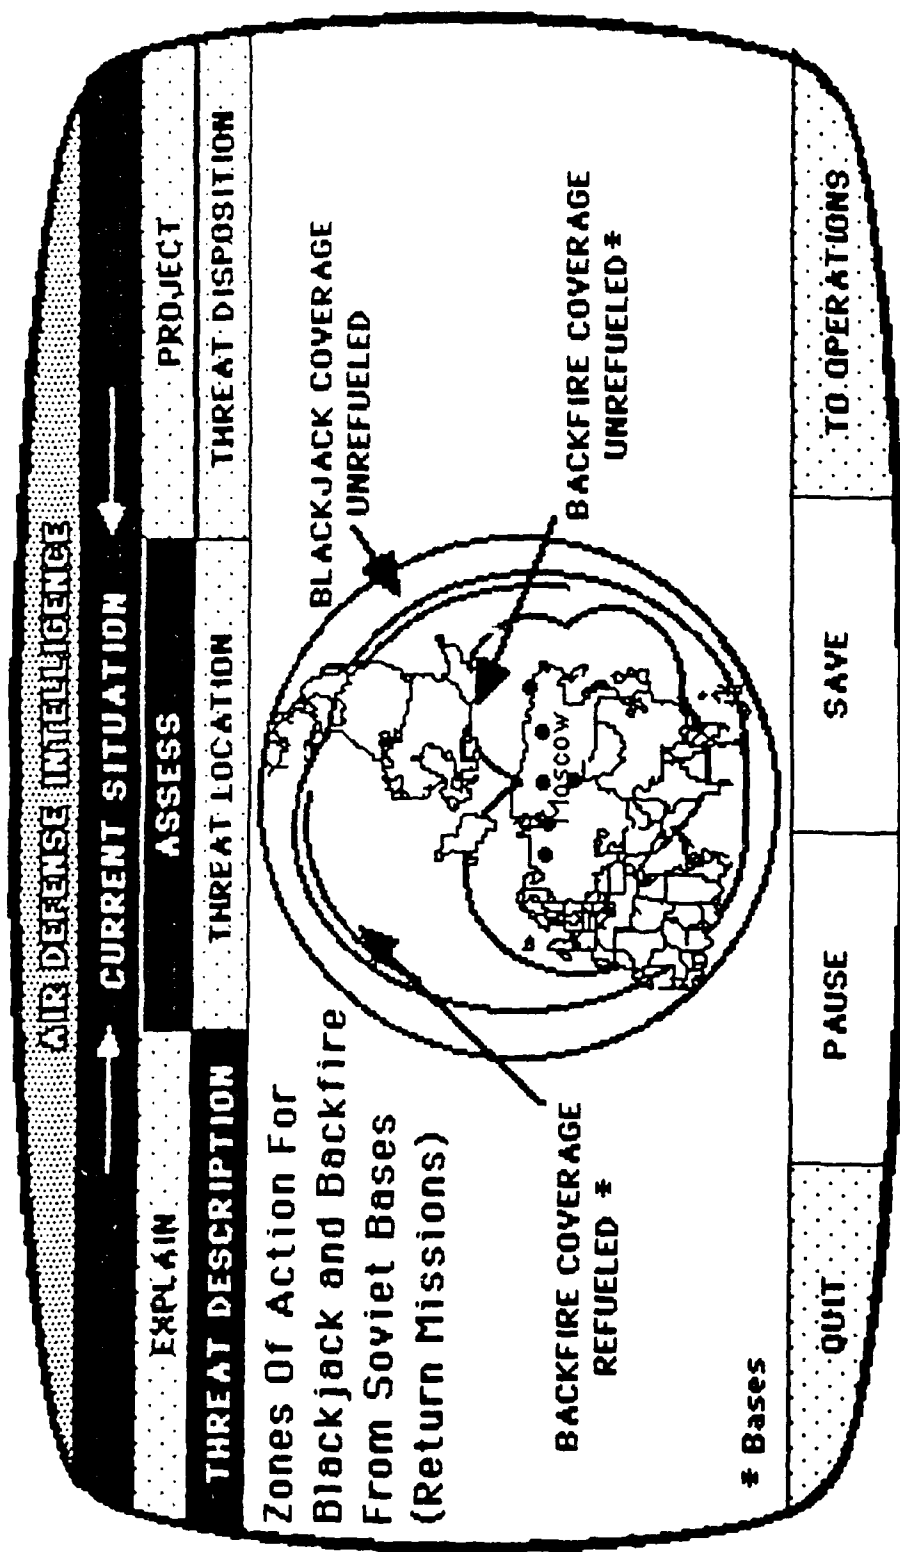 AIR DEFENSE INTELLIGENCE
CURRENT SITUATION
EXPLAIN
ASSESS
PROJECT
THREAT DESCRIPTION
THREAT LOCATION
THREAT DISPOSITION
Zones Of Action For
Blackjack and Backfire
From Soviet Bases
(Return Missions)
BLACKJACK COVERAGE
UNREFUELED
MOSCOW
BACKFIRE COVERAGE
UNREFUELED*
BACKFIRE COVERAGE
REFUELED *
* Bases
QUIT
PAUSE
SAVE
TO OPERATIONS